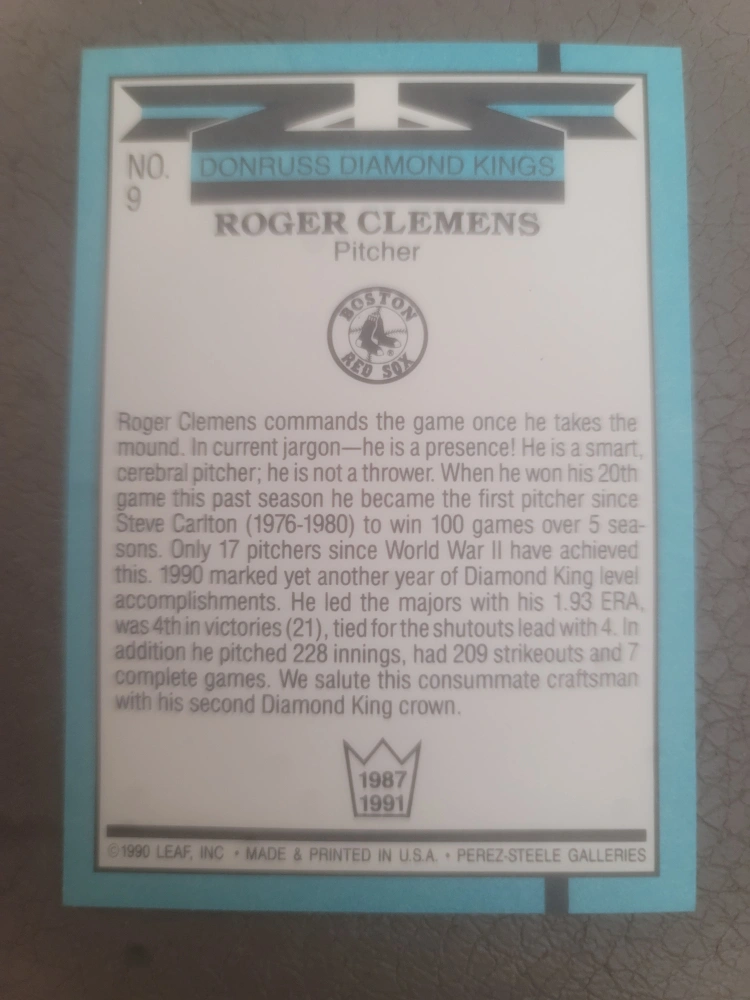 NO.
9
DONRUSS DIAMOND KINGS
ROGER CLEMENS
Pitcher
BOSTON
RED SOX
Roger Clemens commands the game once he takes the
mound. In current jargon—he is a presence! He is a smart,
cerebral pitcher; he is not a thrower. When he won his 20th
game this past season he became the first pitcher since
Steve Carlton (1976-1980) to win 100 games over 5 sea-
sons. Only 17 pitchers since World War II have achieved
this. 1990 marked yet another year of Diamond King level
accomplishments. He led the majors with his 1.93 ERA,
was 4th in victories (21), tied for the shutouts lead with 4. In
addition he pitched 228 innings, had 209 strikeouts and 7
complete games. We salute this consummate craftsman
with his second Diamond King crown.
1987
1991
©1990 LEAF, INC • MADE & PRINTED IN U.S.A. • PEREZ-STEELE GALLERIES